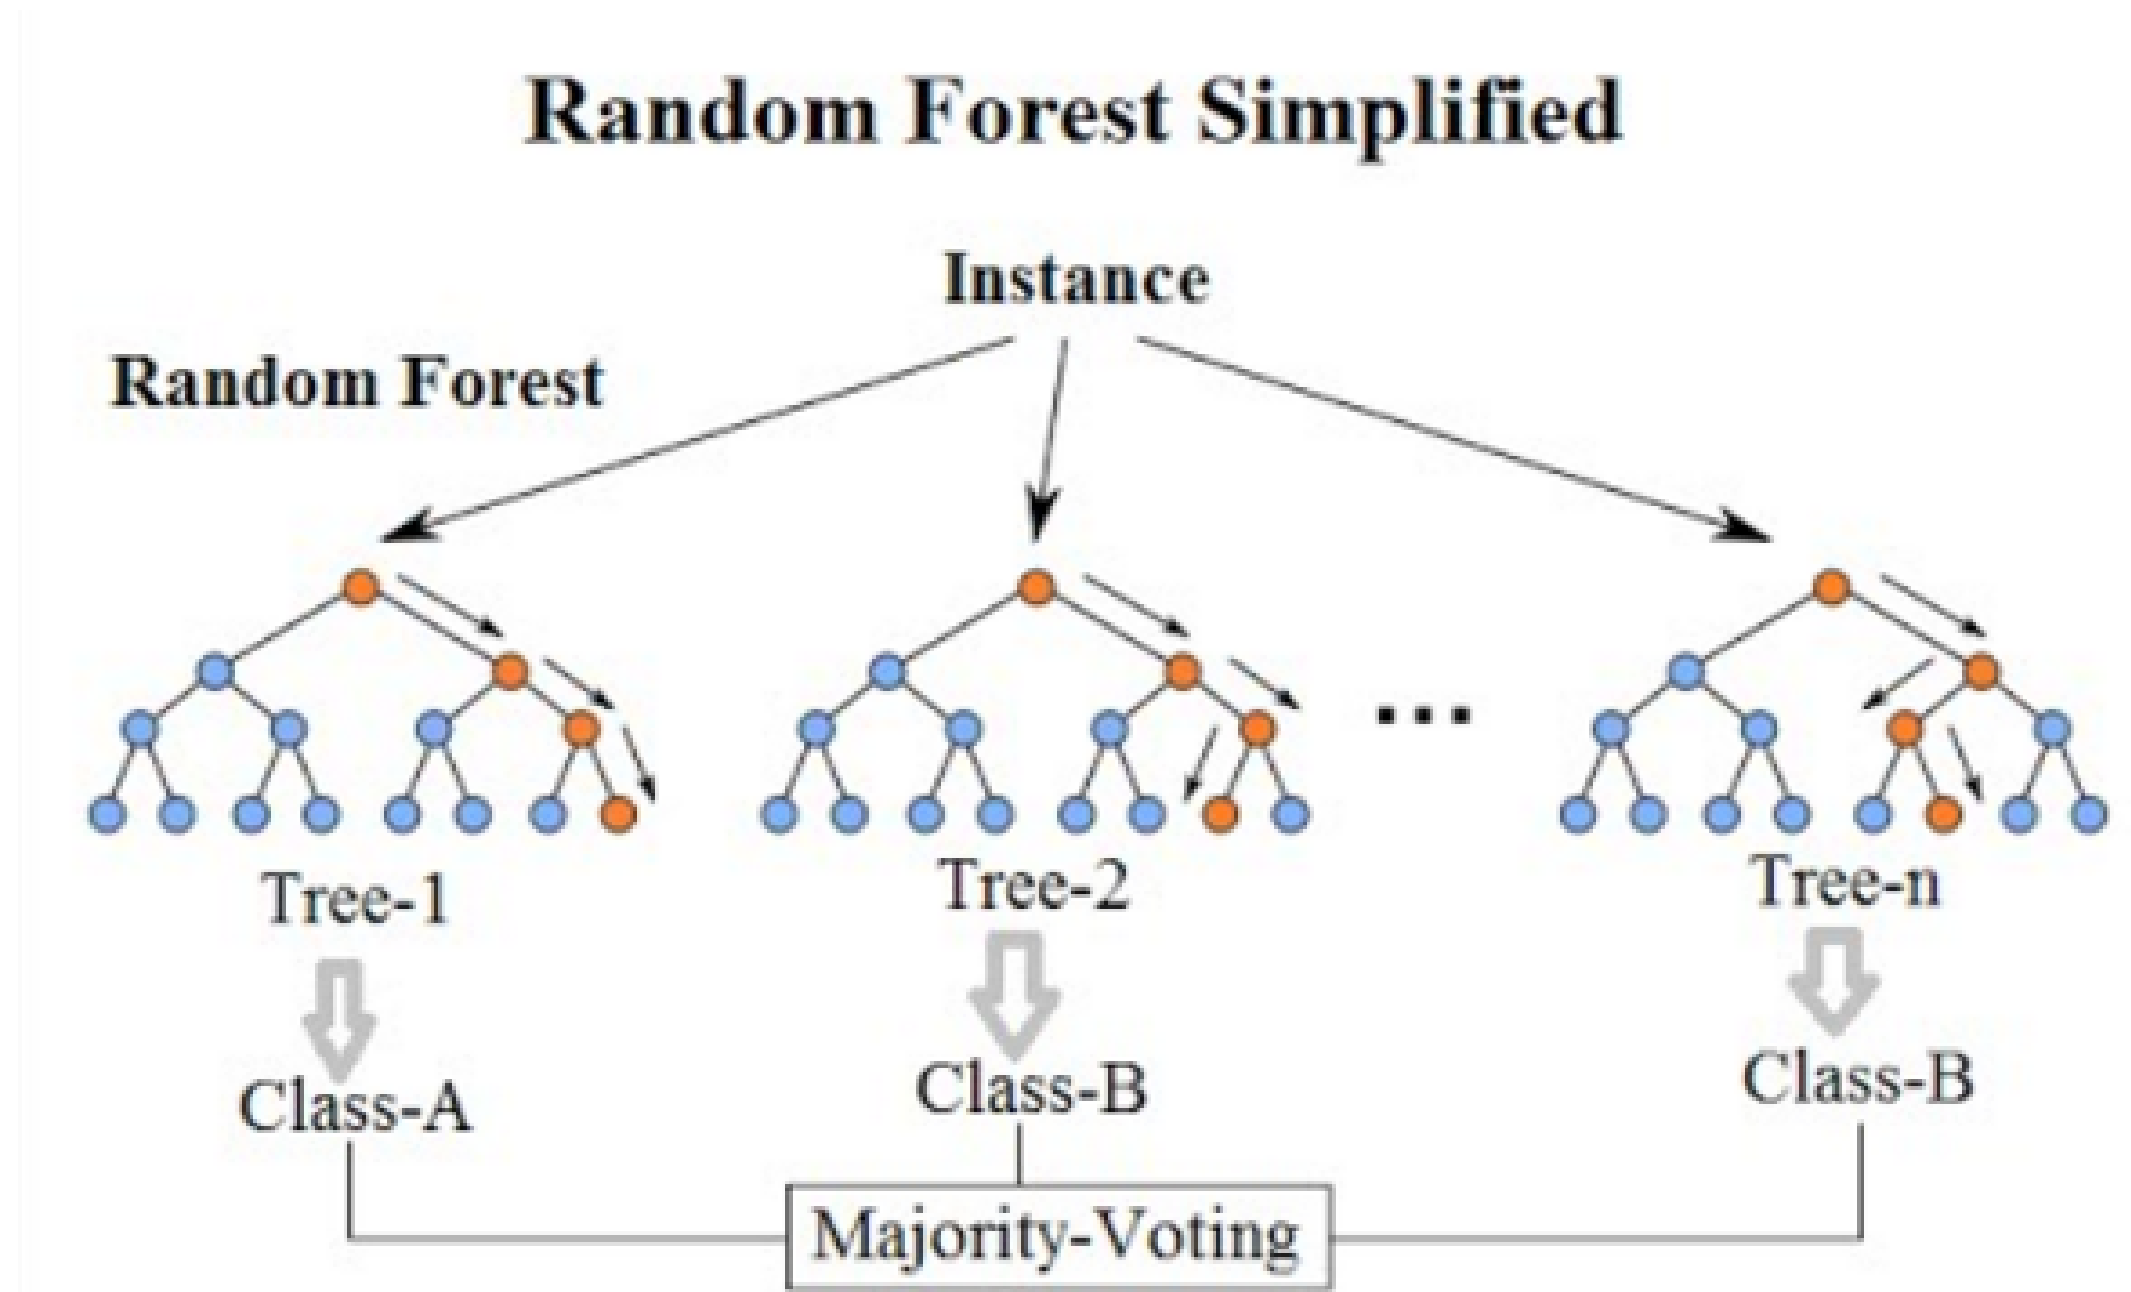 Random Forest Simplified
Instance
Random Forest
...
Tree-1
Tree-2
Tree-n
Class-A
Class-B
Class-B
Majority-Voting